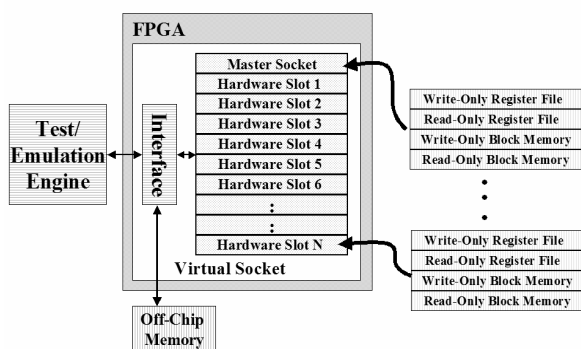 FPGA
Master Socket
Hardware Slot 1
Hardware Slot 2
Hardware Slot 3
Hardware Slot 4
Hardware Slot 5
Hardware Slot 6
:
:
Hardware Slot N
Virtual Socket
Test/
Emulation
Engine
Interface
Off-Chip
Memory
Write-Only Register File
Read-Only Register File
Write-Only Block Memory
Read-Only Block Memory
Write-Only Register File
Read-Only Register File
Write-Only Block Memory
Read-Only Block Memory